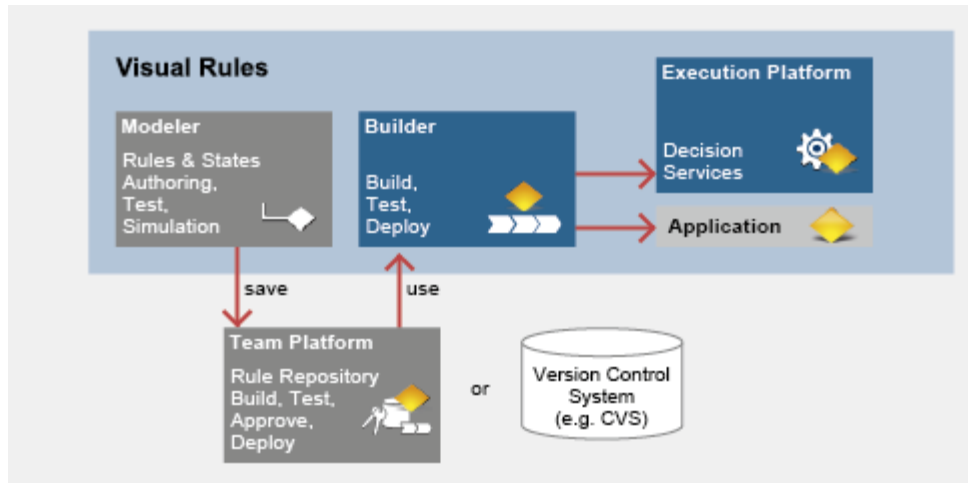 Visual Rules
Modeler
Rules & States
Authoring,
Test,
Simulation
Builder
Build,
Test,
Deploy
Execution Platform
Decision
Services
Application
save
use
Team Platform
Rule Repository
Build, Test,
Approve,
Deploy
or
Version Control
System
(e.g. CVS)